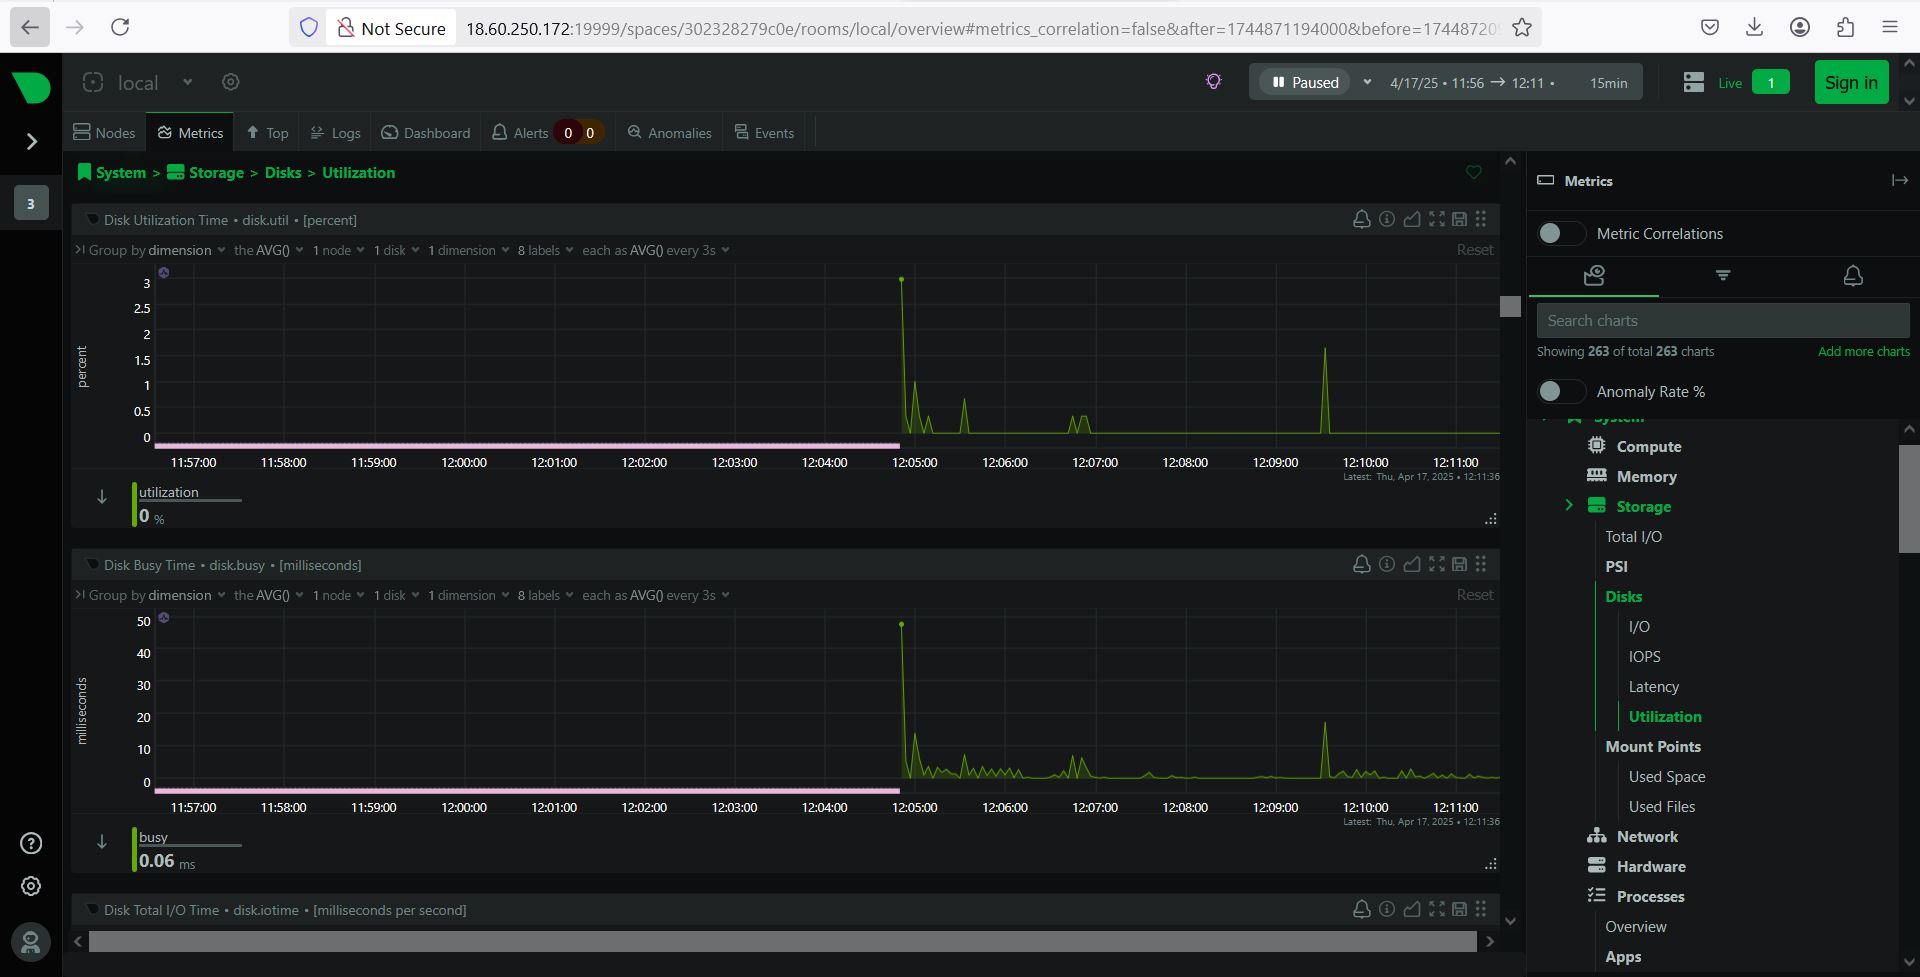 Not Secure 18.60.250.172:19999/spaces/302328279c0e/rooms/local/overview#metrics_correlation=false&after=1744871194000&before=17448720
local
Paused 4/17/25 • 11:56 → 12:11 • 15min
Live 1 Sign in
Nodes Metrics Top Logs Dashboard Alerts 0 0 Anomalies Events
3
System > Storage > Disks > Utilization
Disk Utilization Time • disk.util • [percent]
Group by dimension the AVG() 1 node 1 disk 1 dimension 8 labels each as AVG() every 3s Reset
percent
3
2.5
2
1.5
1
0.5
0
11:57:00 11:58:00 11:59:00 12:00:00 12:01:00 12:02:00 12:03:00 12:04:00 12:05:00 12:06:00 12:07:00 12:08:00 12:09:00 12:10:00 12:11:00
Latest: Thu, Apr 17, 2025 • 12:11:36
utilization
0 %
Disk Busy Time • disk.busy • [milliseconds]
Group by dimension the AVG() 1 node 1 disk 1 dimension 8 labels each as AVG() every 3s Reset
milliseconds
50
40
30
20
10
0
11:57:00 11:58:00 11:59:00 12:00:00 12:01:00 12:02:00 12:03:00 12:04:00 12:05:00 12:06:00 12:07:00 12:08:00 12:09:00 12:10:00 12:11:00
Latest: Thu, Apr 17, 2025 • 12:11:36
busy
0.06 ms
Disk Total I/O Time • disk.iotime • [milliseconds per second]
Metrics
Metric Correlations
Search charts
Showing 263 of total 263 charts Add more charts
Anomaly Rate %
System
Compute
Memory
Storage
Total I/O
PSI
Disks
I/O
IOPS
Latency
Utilization
Mount Points
Used Space
Used Files
Network
Hardware
Processes
Overview
Apps